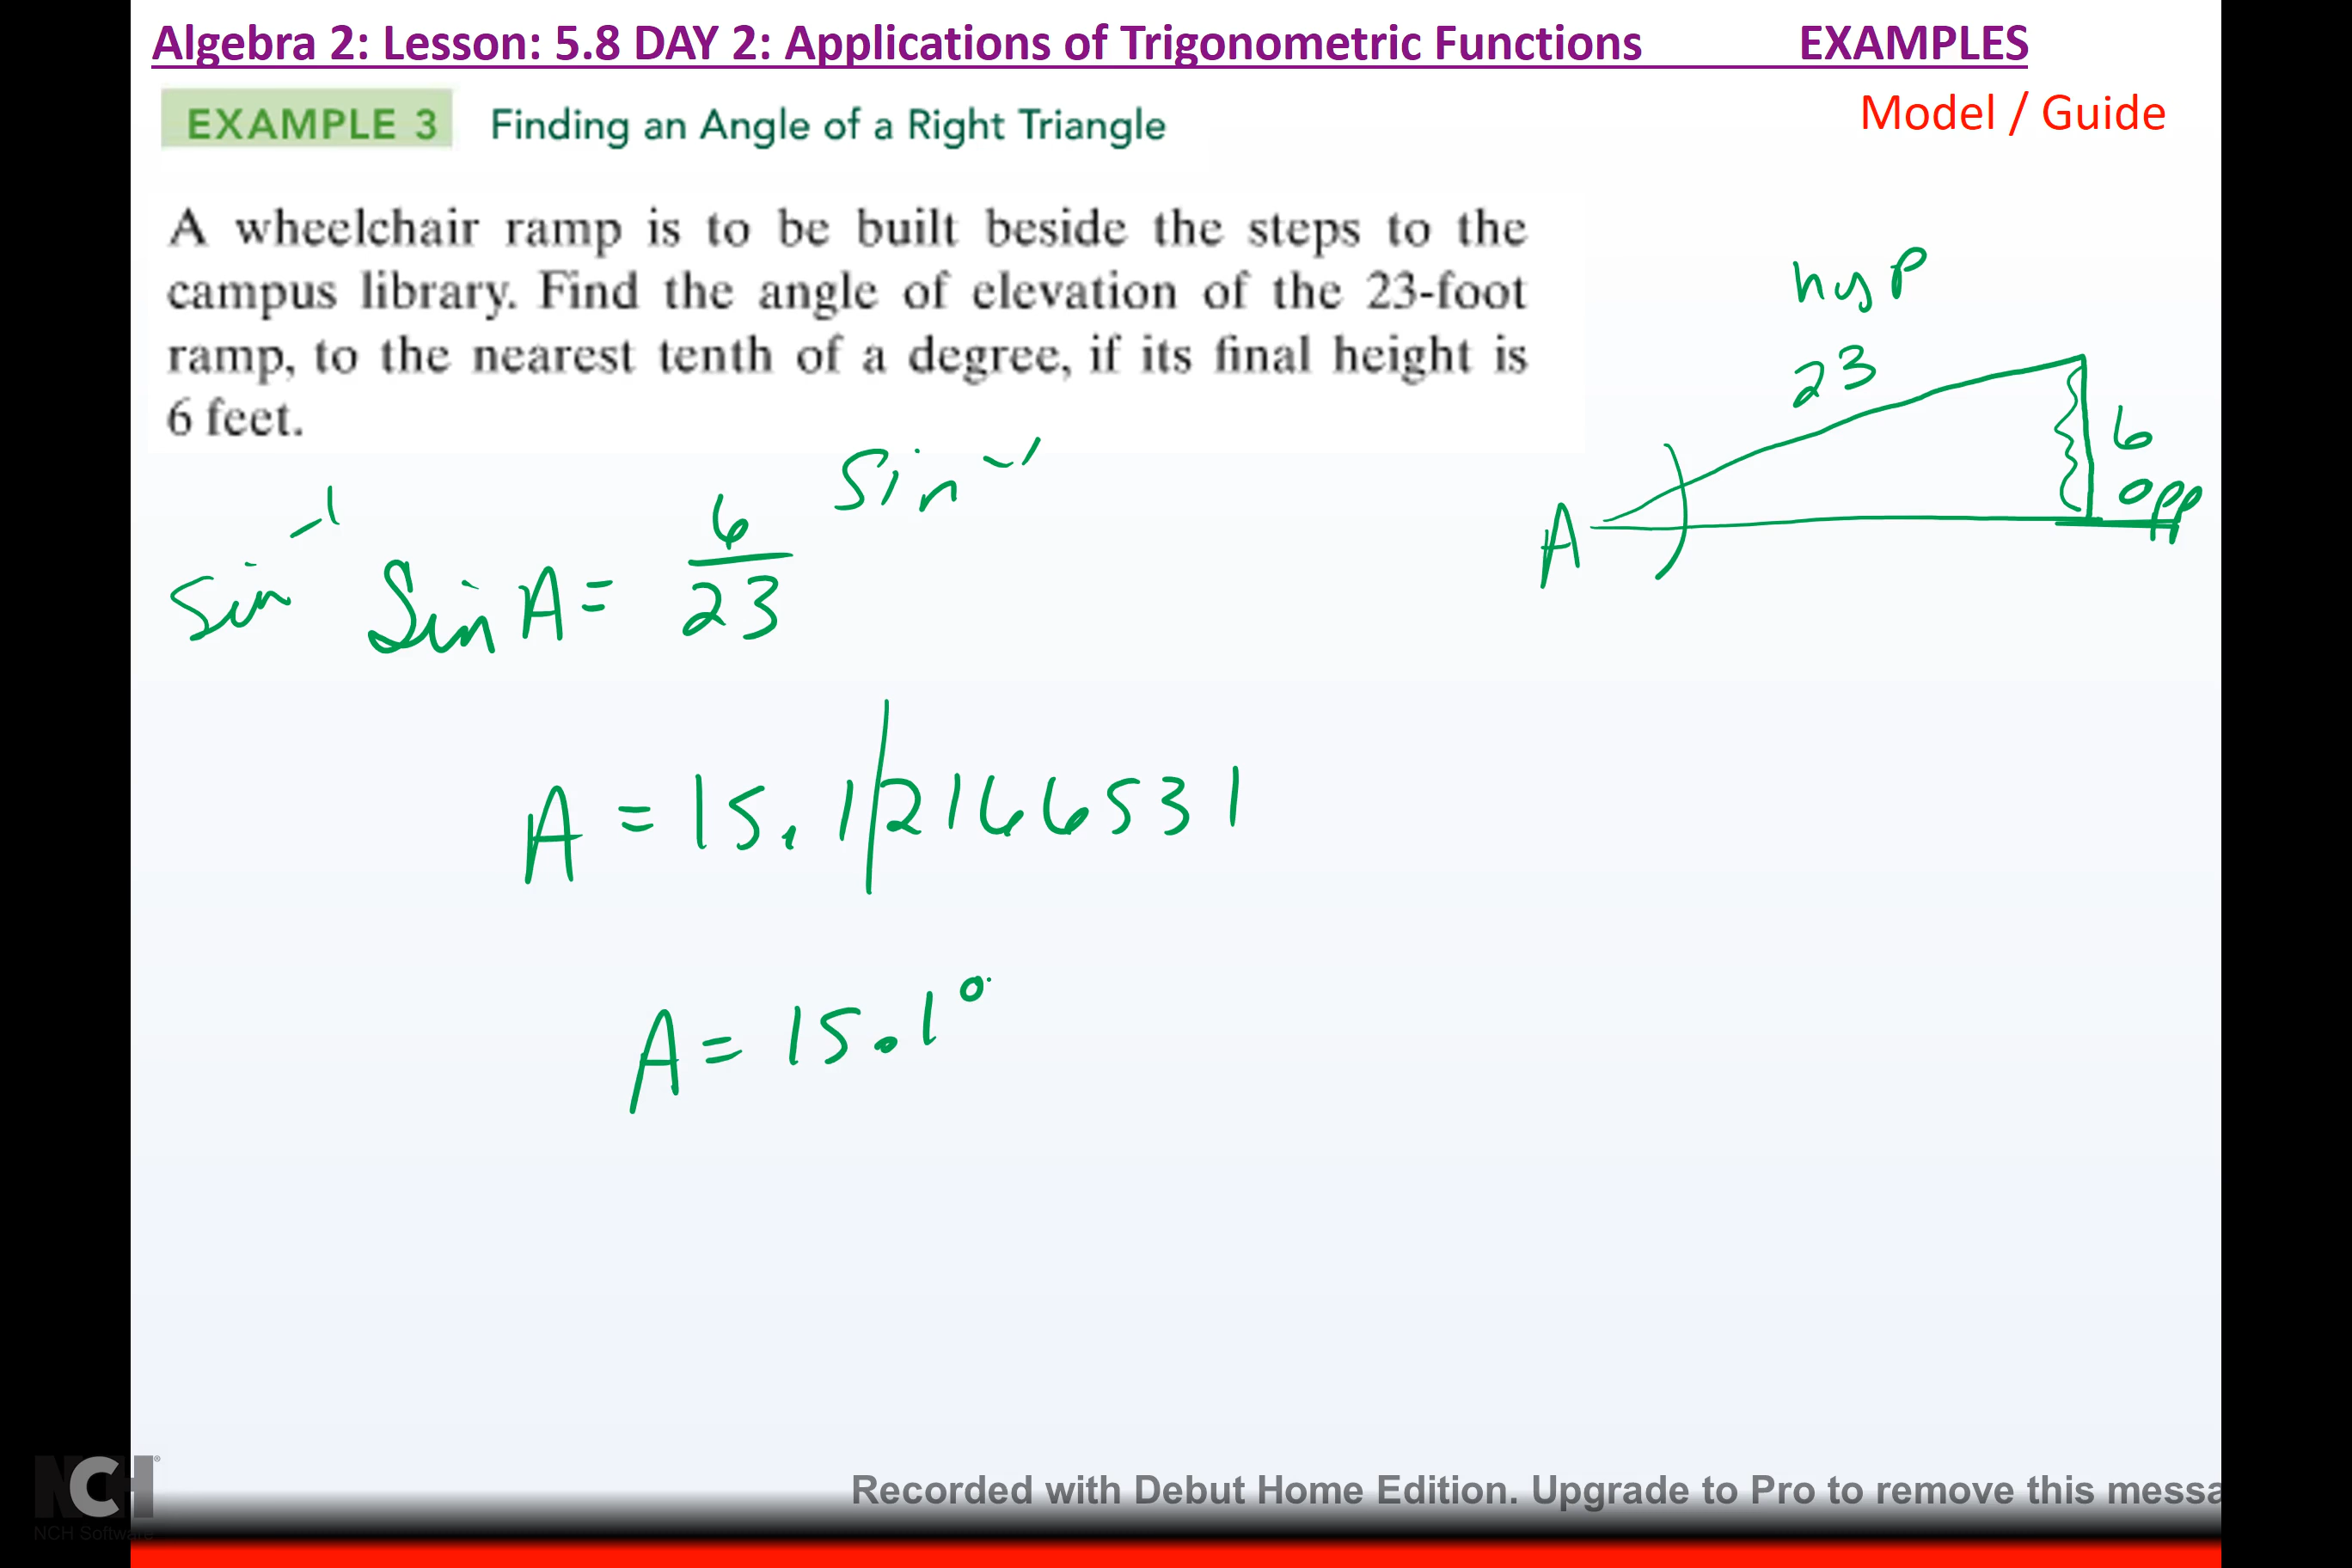 Algebra 2: Lesson: 5.8 DAY 2: Applications of Trigonometric Functions EXAMPLES
EXAMPLE 3 Finding an Angle of a Right Triangle
Model / Guide
A wheelchair ramp is to be built beside the steps to the
campus library. Find the angle of elevation of the 23-foot
ramp, to the nearest tenth of a degree, if its final height is
6 feet.
hyp
23
6
opp
A
sin⁻¹ Sin A = 6/23 sin⁻¹
A = 15.12166531
A = 15.1°
NCH®
NCH Software
Recorded with Debut Home Edition. Upgrade to Pro to remove this messa